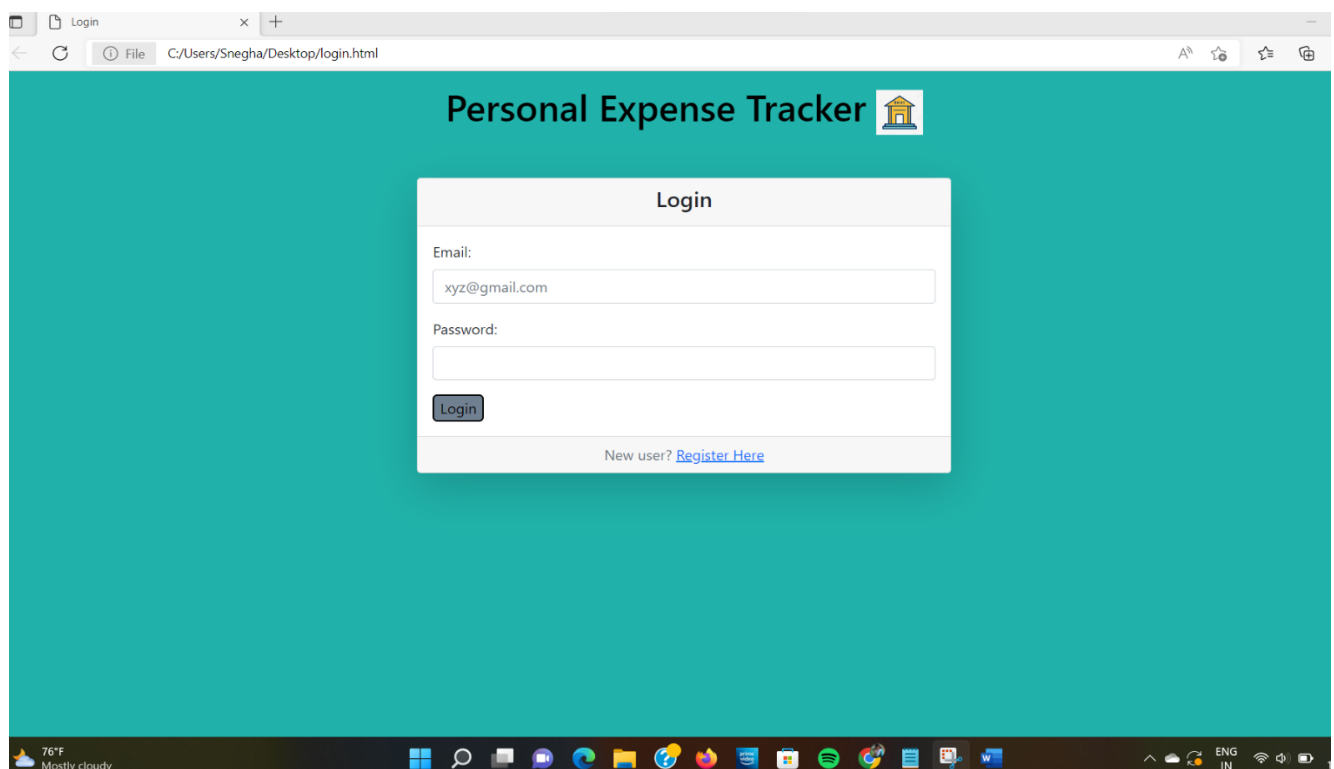 Login
File C:/Users/Snegha/Desktop/login.html
Personal Expense Tracker
Login
Email:
xyz@gmail.com
Password:
Login
New user? Register Here
76°F
Mostly cloudy
ENG
IN